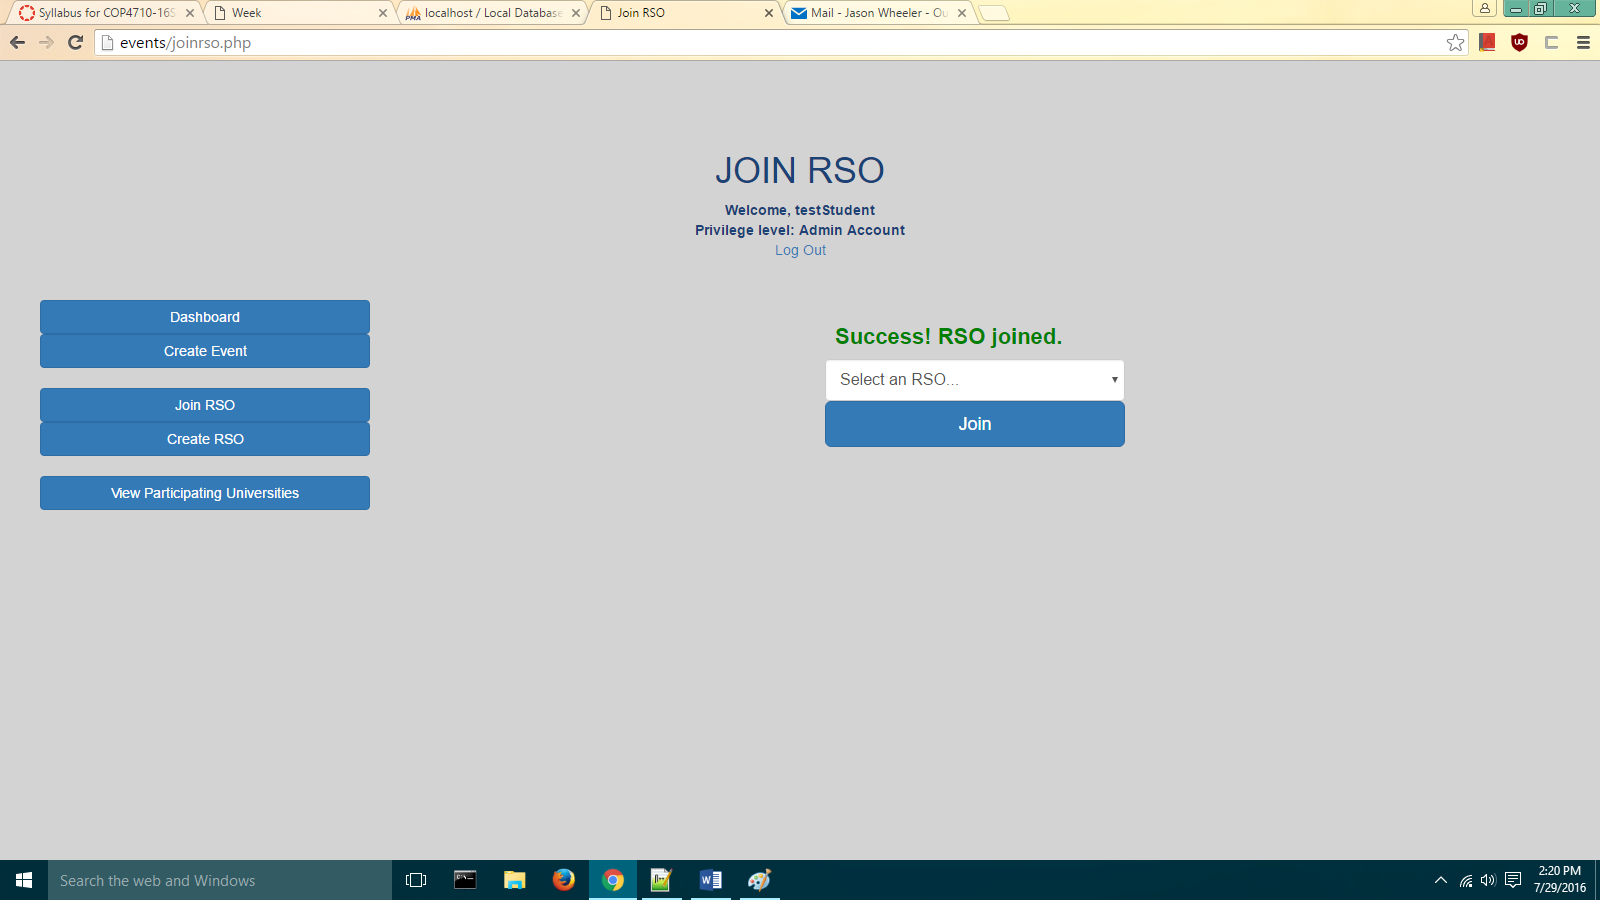 Syllabus for COP4710-16S
Week
localhost / Local Database
Join RSO
Mail - Jason Wheeler - Ou
events/joinrso.php
JOIN RSO
Welcome, testStudent
Privilege level: Admin Account
Log Out
Dashboard
Create Event
Join RSO
Create RSO
View Participating Universities
Success! RSO joined.
Select an RSO...
Join
Search the web and Windows
2:20 PM
7/29/2016